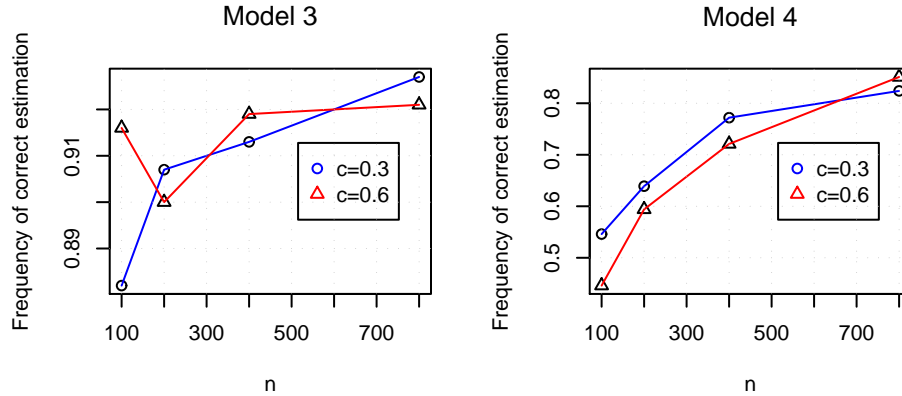 Model 3
Frequency of correct estimation
0.91
0.89
c=0.3
c=0.6
100
300
500
700
n
Model 4
Frequency of correct estimation
0.8
0.7
0.6
0.5
c=0.3
c=0.6
100
300
500
700
n